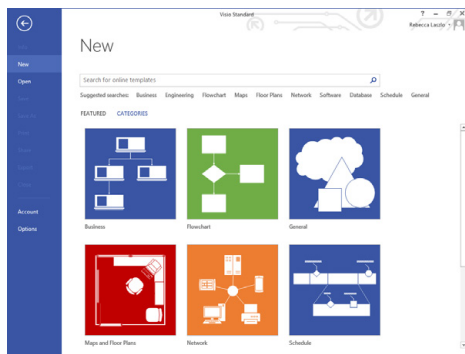 Visio Standard
? – ×
Rebecca Laszlo
New
New
Open
Account
Options
Search for online templates
Suggested searches: Business Engineering Flowchart Maps Floor Plans Network Software Database Schedule General
FEATURED CATEGORIES
Business Flowchart General
Maps and Floor Plans Network Schedule